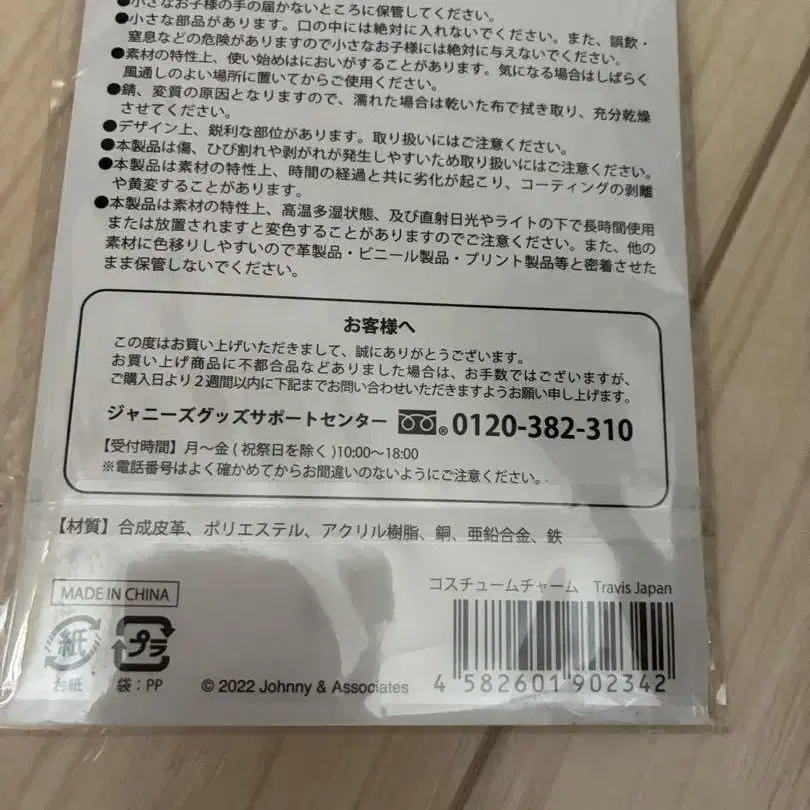 ●小さなお子様の手の届かないところに保管してください。
●小さな部品があります。口の中には絶対に入れないでください。また、誤飲・
窒息などの危険がありますので小さなお子様には絶対に与えないでください。
●素材の特性上、使い始めはにおいがすることがあります。気になる場合はしばらく
風通しのよい場所に置いてからご使用ください。
●錆、変質の原因となりますので、濡れた場合は乾いた布で拭き取り、充分乾燥
させてください。
●デザイン上、鋭利な部位があります。取り扱いにはご注意ください。
●本製品は傷、ひび割れや剥がれが発生しやすいため取り扱いにはご注意ください。
●本製品は素材の特性上、時間の経過と共に劣化が起こり、コーティングの剥離
や黄変することがあります。
●本製品は素材の特性上、高温多湿状態、及び直射日光やライトの下で長時間使用
または放置されますと変色することがありますのでご注意ください。また、他の
素材に色移りしやすいので革製品・ビニール製品・プリント製品等と密着させた
まま保管しないでください。
お客様へ
この度はお買い上げいただきまして、誠にありがとうございます。
お買い上げ商品に不都合品などありました場合は、お手数ではございますが、
ご購入日より2週間以内に下記までお問い合わせいただきますようお願い申し上げます。
ジャニーズグッズサポートセンター ® 0120-382-310
【受付時間】月〜金(祝祭日を除く)10:00〜18:00
※電話番号はよく確かめてからお間違いのないようにご注意ください。
【材質】合成皮革、ポリエステル、アクリル樹脂、銅、亜鉛合金、鉄
MADE IN CHINA
コスチュームチャーム Travis Japan
紙 プラ
台紙 袋：PP
© 2022 Johnny & Associates
4 582601 902342